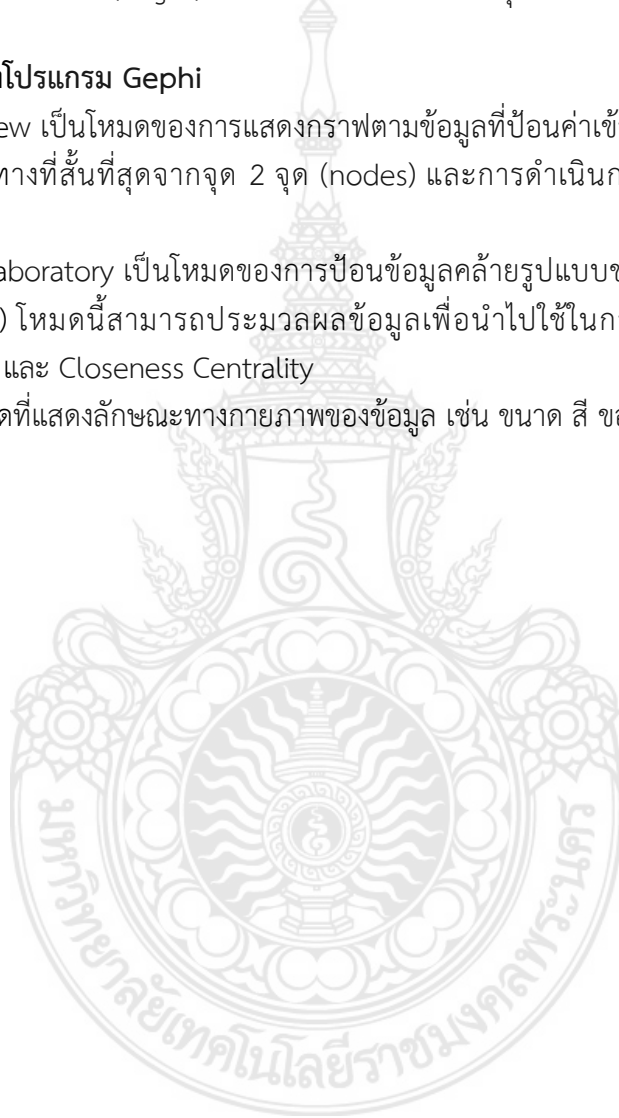 โปรแกรม Gephi
ew เป็นโหมดของการแสดงกราฟตามข้อมูลที่ป้อนค่าเข้
ทางที่สั้นที่สุดจากจุด 2 จุด (nodes) และการดำเนินก
aboratory เป็นโหมดของการป้อนข้อมูลคล้ายรูปแบบข
) โหมดนี้สามารถประมวลผลข้อมูลเพื่อนำไปใช้ในก
และ Closeness Centrality
ดที่แสดงลักษณะทางกายภาพของข้อมูล เช่น ขนาด สี ขอ
มหาวิทยาลัยเทคโนโลยีราชมงคลพระนคร